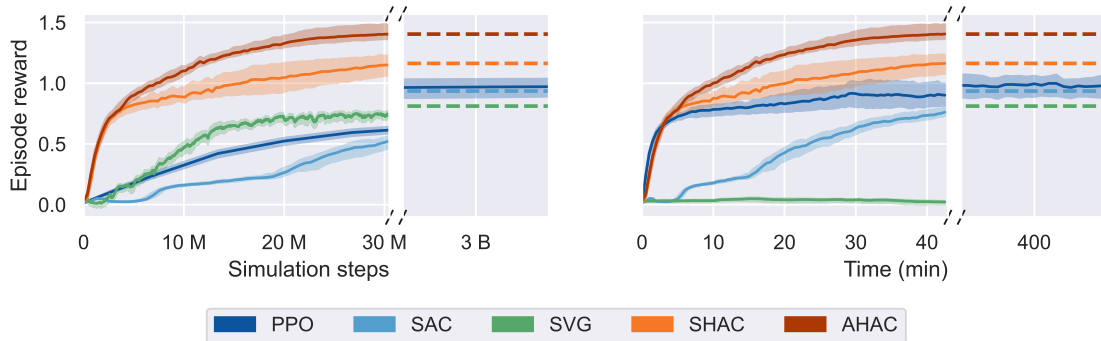 Episode reward
1.5
1.0
0.5
0.0
0 10 M 20 M 30 M 3 B
Simulation steps
0 10 20 30 40 400
Time (min)
PPO SAC SVG SHAC AHAC